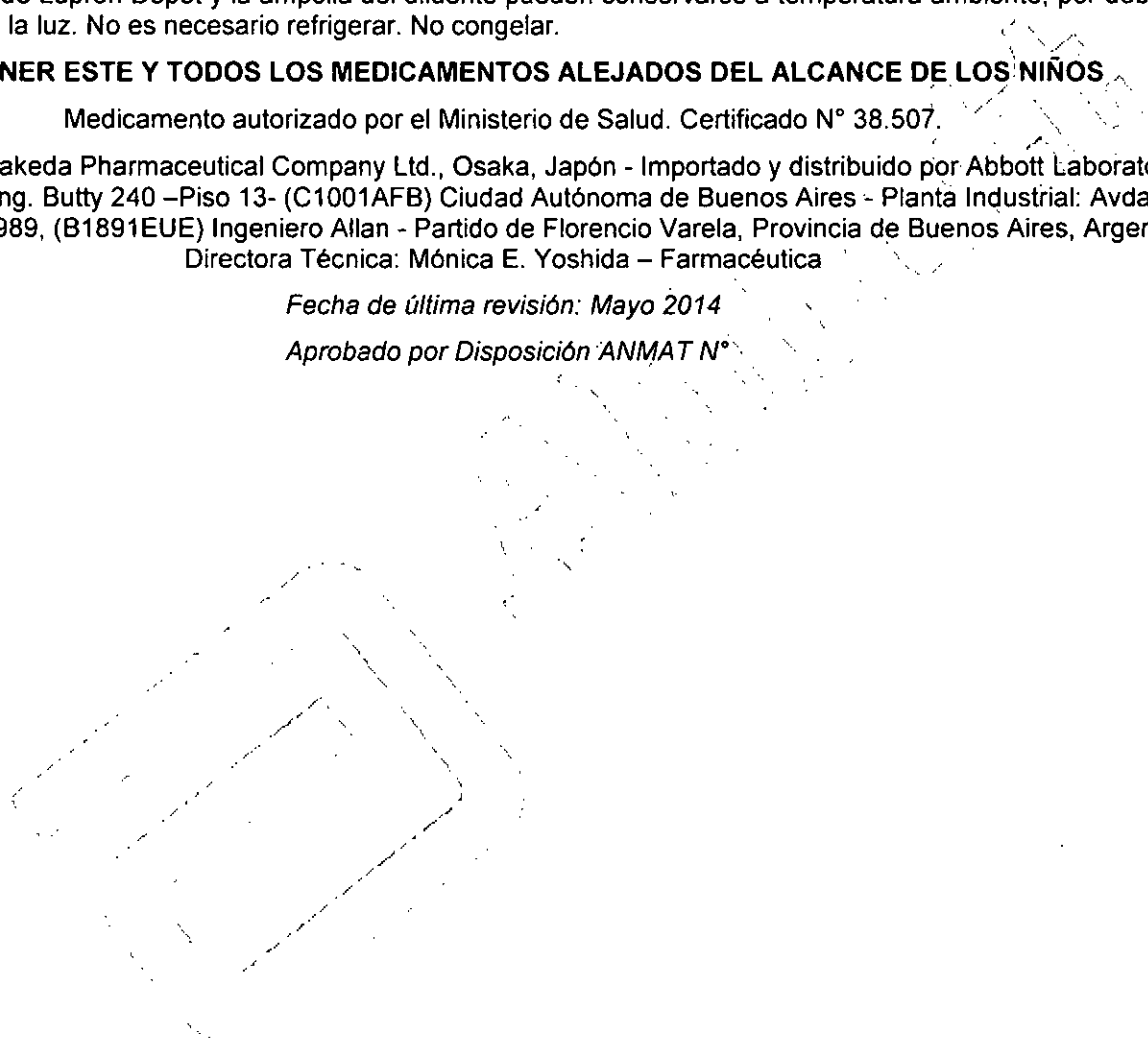 la luz. No es necesario refrigerar. No congelar.
NER ESTE Y TODOS LOS MEDICAMENTOS ALEJADOS DEL ALCANCE DE LOS NIÑOS
Medicamento autorizado por el Ministerio de Salud. Certificado N° 38.507.
akeda Pharmaceutical Company Ltd., Osaka, Japón - Importado y distribuido por Abbott Laborat
ng. Butty 240 –Piso 13- (C1001AFB) Ciudad Autónoma de Buenos Aires - Planta Industrial: Avda
989, (B1891EUE) Ingeniero Allan - Partido de Florencio Varela, Provincia de Buenos Aires, Argen
Directora Técnica: Mónica E. Yoshida – Farmacéutica
Fecha de última revisión: Mayo 2014
Aprobado por Disposición ANMAT N°